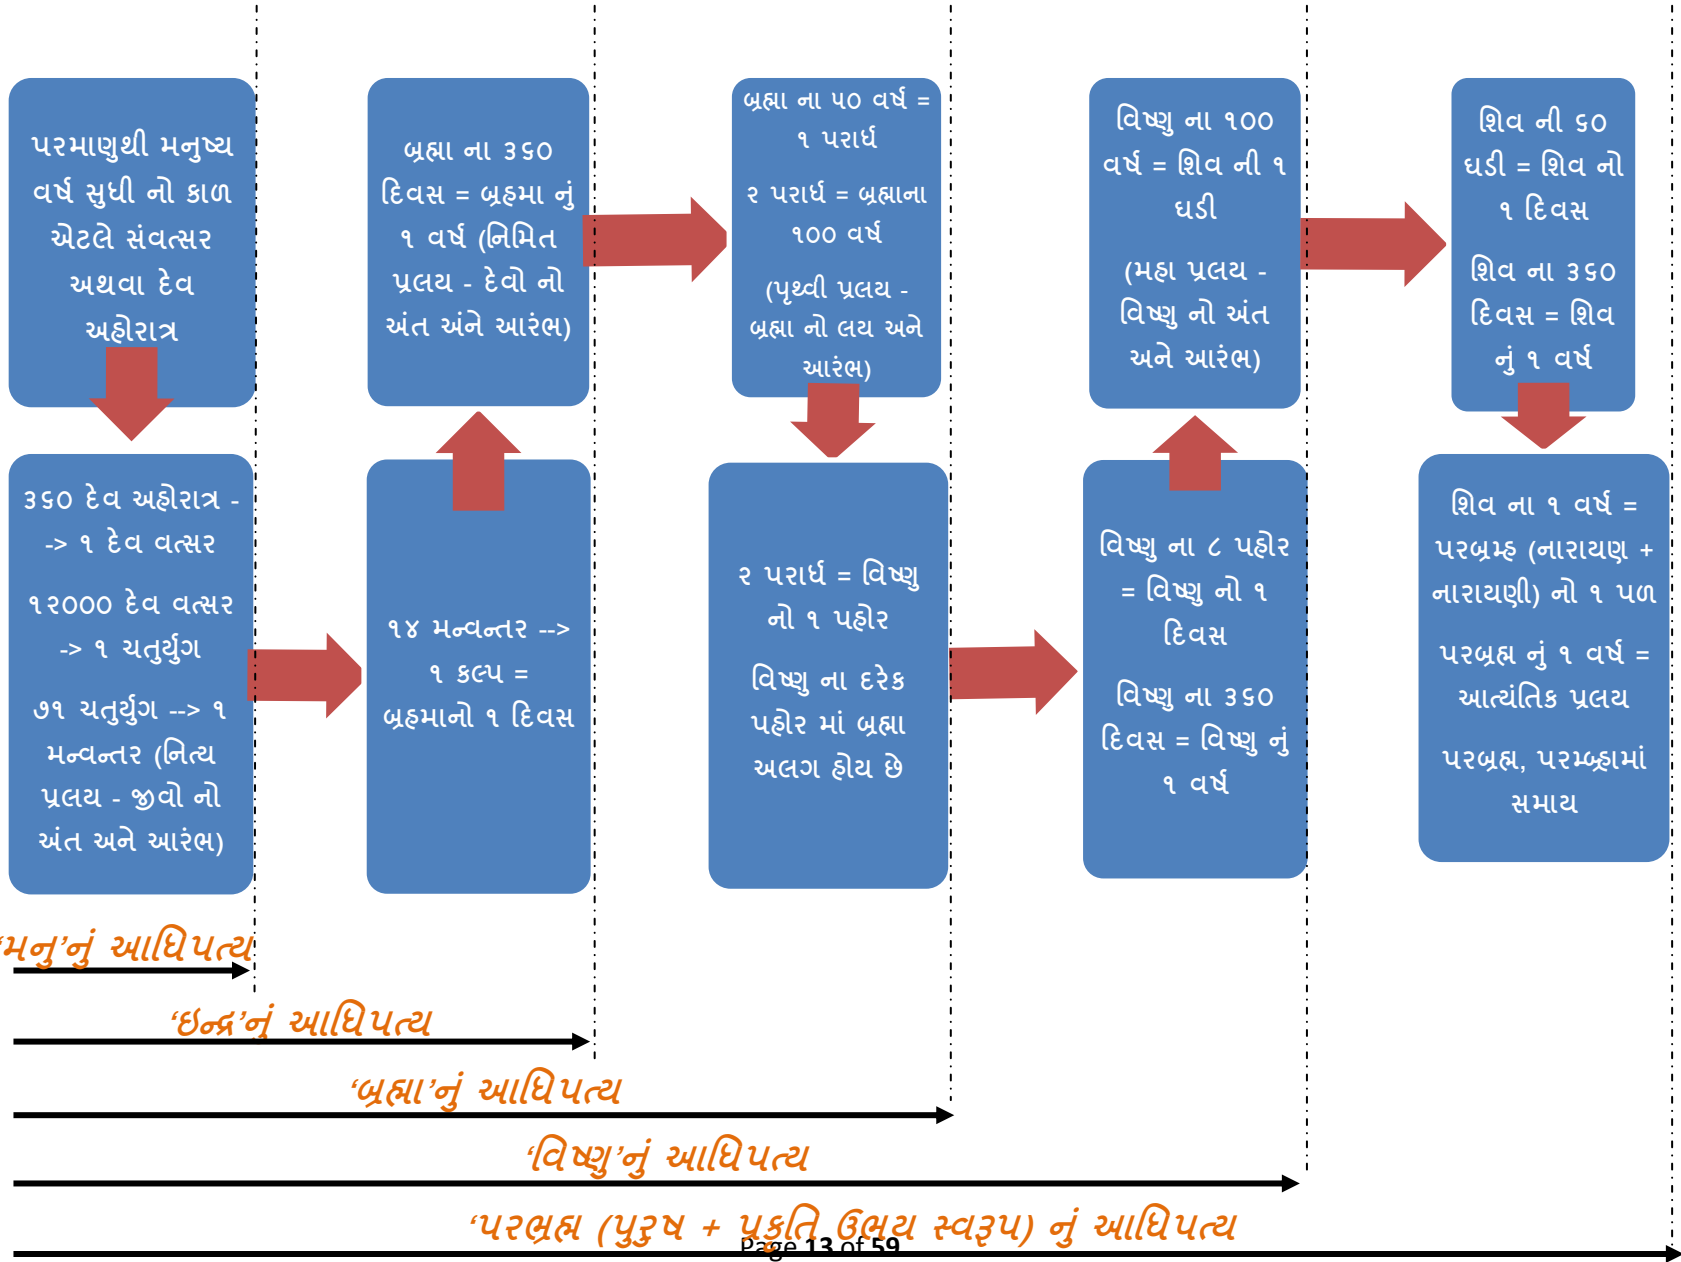 પરમાણુથી મનુષ્ય
વર્ષ સુધી નો કાળ
એટલે સંવત્સર
અથવા દેવ
અહોરાત્ર
૩૬૦ દેવ અહોરાત્ર -
-> ૧ દેવ વત્સર
૧૨૦૦૦ દેવ વત્સર
-> ૧ ચતુર્યુગ
૭૧ ચતુર્યુગ --> ૧
મન્વન્તર (નિત્ય
પ્રલય - જીવો નો
અંત અને આરંભ)
૧૪ મન્વન્તર -->
૧ કલ્પ =
બ્રહમાનો ૧ દિવસ
બ્રહ્મા ના ૩૬૦
દિવસ = બ્રહમા નું
૧ વર્ષ (નિમિત
પ્રલય - દેવો નો
અંત અંને આરંભ)
બ્રહ્મા ના ૫૦ વર્ષ =
૧ પરાર્ધ
૨ પરાર્ધ = બ્રહ્માના
૧૦૦ વર્ષ
(પૃથ્વી પ્રલય -
બ્રહ્મા નો લય અને
આરંભ)
૨ પરાર્ધ = વિષ્ણુ
નો ૧ પહોર
વિષ્ણુ ના દરેક
પહોર માં બ્રહ્મા
અલગ હોય છે
વિષ્ણુ ના ૮ પહોર
= વિષ્ણુ નો ૧
દિવસ
વિષ્ણુ ના ૩૬૦
દિવસ = વિષ્ણુ નું
૧ વર્ષ
વિષ્ણુ ના ૧૦૦
વર્ષ = શિવ ની ૧
ઘડી
(મહા પ્રલય -
વિષ્ણુ નો અંત
અને આરંભ)
શિવ ની ૬૦
ઘડી = શિવ નો
૧ દિવસ
શિવ ના ૩૬૦
દિવસ = શિવ
નું ૧ વર્ષ
શિવ ના ૧ વર્ષ =
પરબ્રમ્હ (નારાયણ +
નારાયણી) નો ૧ પળ
પરબ્રહ્મ નું ૧ વર્ષ =
આત્યંતિક પ્રલય
પરબ્રહ્મ, પરમ્બ્હામાં
સમાય
‘મનુ’નું આધિપત્ય
‘ઇન્દ્ર’નું આધિપત્ય
‘બ્રહ્મા’નું આધિપત્ય
‘વિષ્ણુ’નું આધિપત્ય
‘પરભ્રહ્મ (પુરુષ + પ્રકૃતિ ઉભય સ્વરૂપ) નું આધિપત્ય
Page 13 of 59